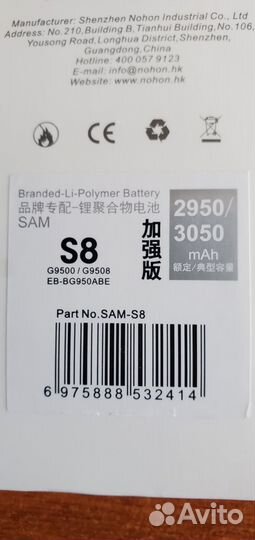 Manufacturer: Shenzhen Nohon Industrial Co.,Ltd
Address: No.210,Building B,Tianhui Building,No.106,
Yousong Road,Longhua District,Shenzhen,
Guangdong,China
Hotline: 400 057 9123
E-mail: info@nohon.hk
www.nohon.hk
CE
Branded-Li-Polymer Battery
品牌专配-锂聚合物电池
SAM
S8
G9500 / G9508
EB-BG950ABE
加强版
2950/
3050
mAh
额定/典型容量
Part No.SAM-S8
6 975888 532414
Avito